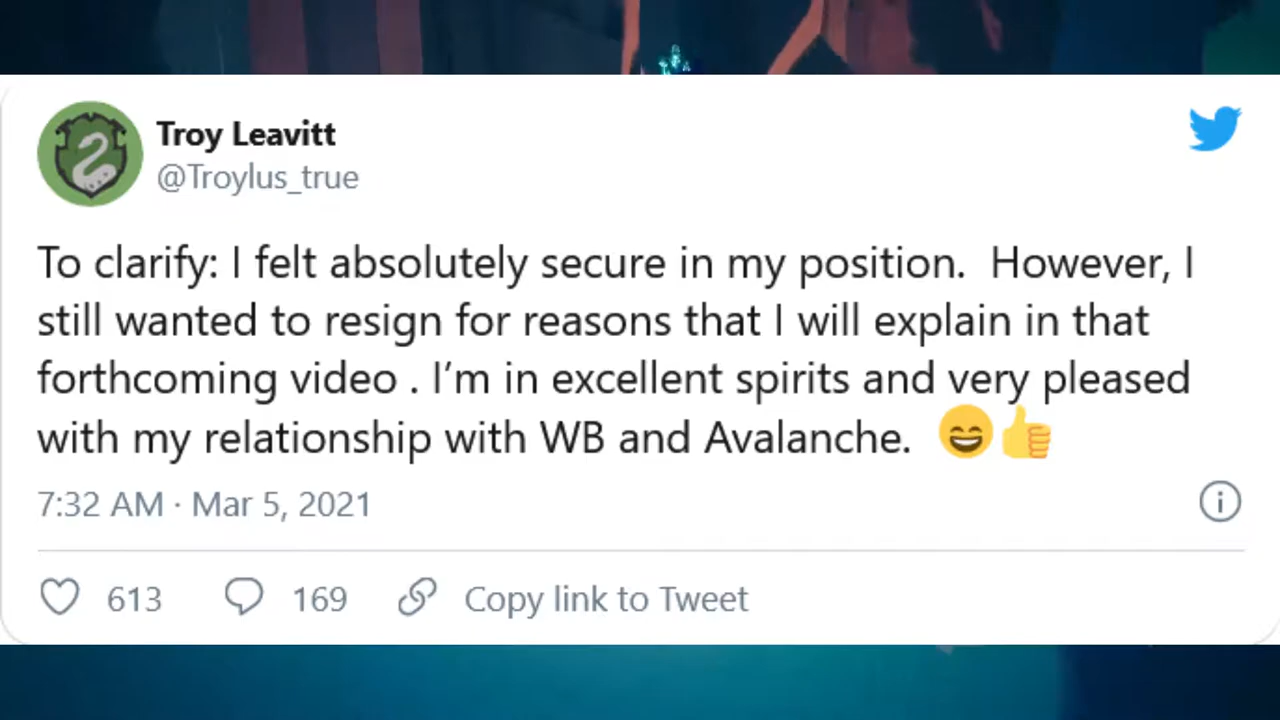 Troy Leavitt
@Troylus_true
To clarify: I felt absolutely secure in my position.  However, I
still wanted to resign for reasons that I will explain in that
forthcoming video . I’m in excellent spirits and very pleased
with my relationship with WB and Avalanche. 😄👍
7:32 AM · Mar 5, 2021
613 169 Copy link to Tweet